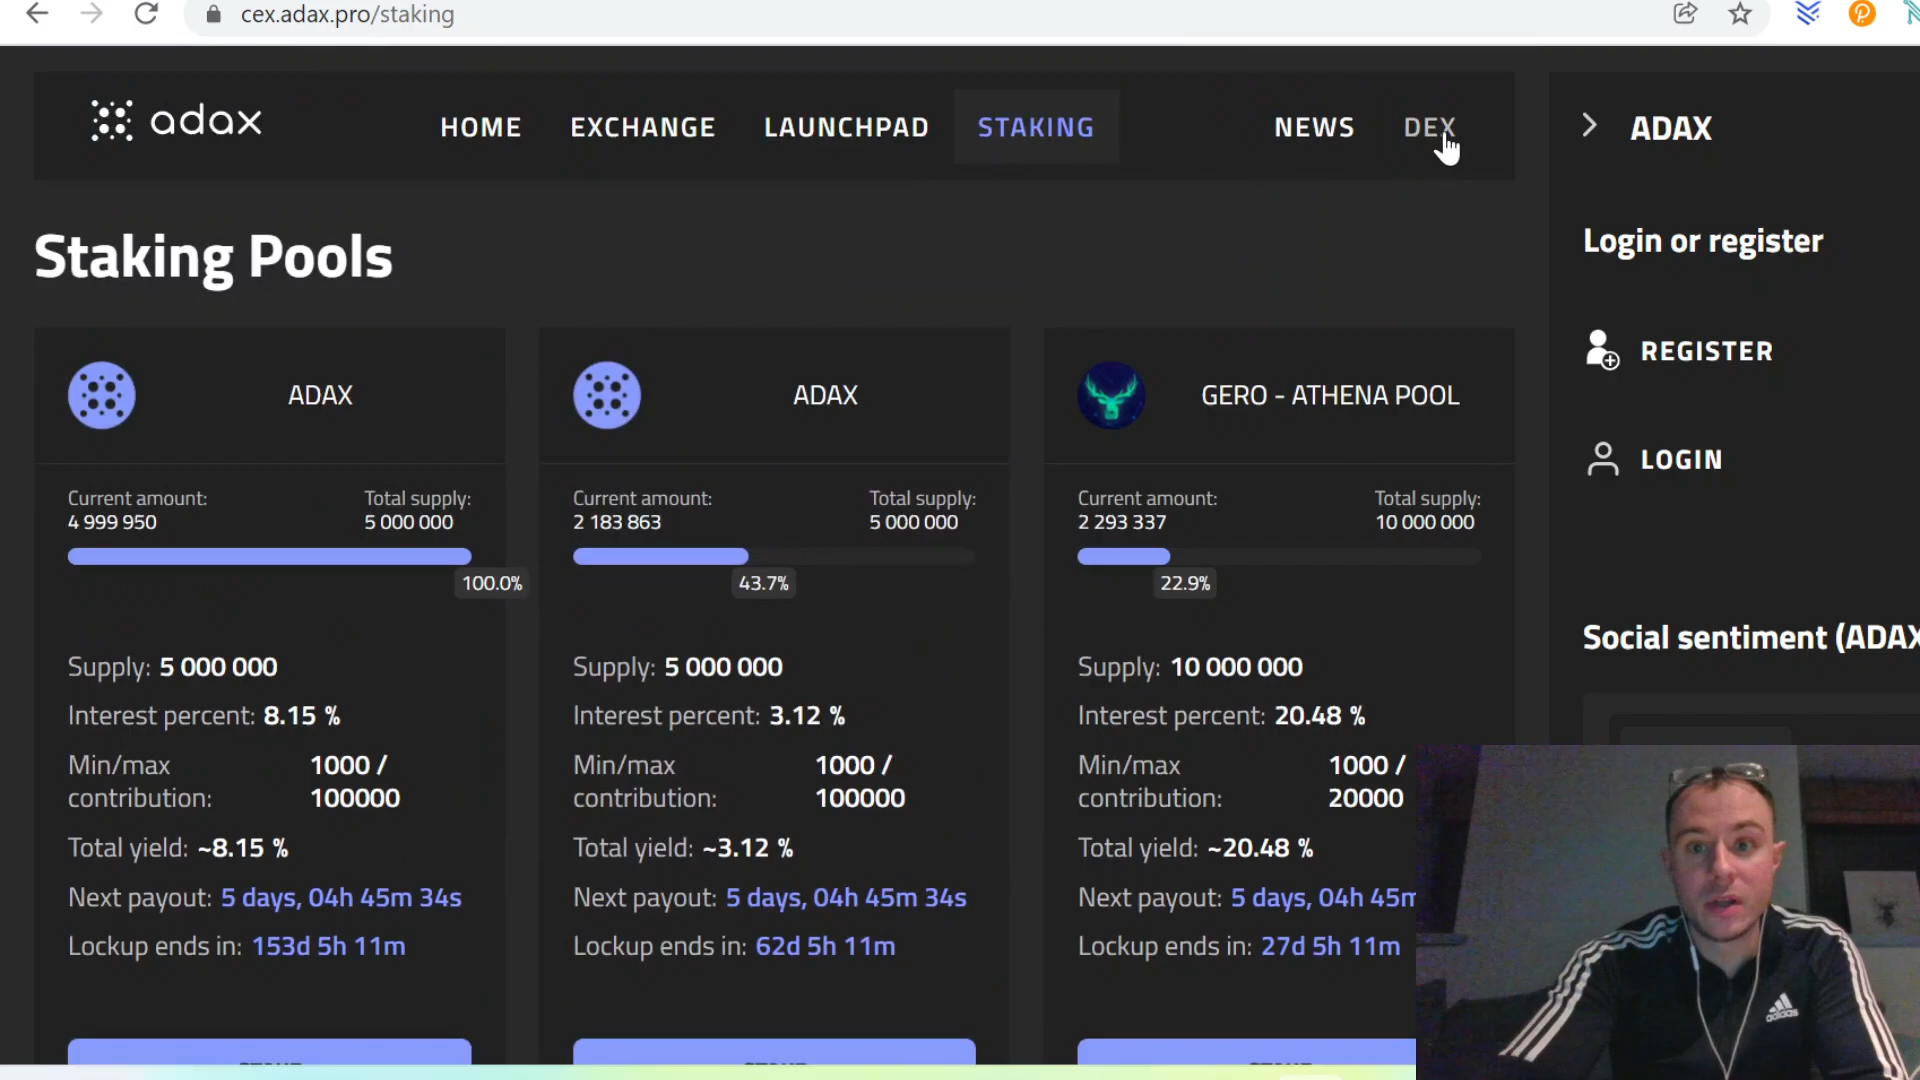 cex.adax.pro/staking
adax
HOME
EXCHANGE
LAUNCHPAD
STAKING
NEWS
DEX
ADAX
Login or register
REGISTER
LOGIN
Social sentiment (ADAX
Staking Pools
ADAX
Current amount: Total supply:
4 999 950 5 000 000
100.0%
Supply: 5 000 000
Interest percent: 8.15 %
Min/max 1000 /
contribution: 100000
Total yield: ~8.15 %
Next payout: 5 days, 04h 45m 34s
Lockup ends in: 153d 5h 11m
ADAX
Current amount: Total supply:
2 183 863 5 000 000
43.7%
Supply: 5 000 000
Interest percent: 3.12 %
Min/max 1000 /
contribution: 100000
Total yield: ~3.12 %
Next payout: 5 days, 04h 45m 34s
Lockup ends in: 62d 5h 11m
GERO - ATHENA POOL
Current amount: Total supply:
2 293 337 10 000 000
22.9%
Supply: 10 000 000
Interest percent: 20.48 %
Min/max 1000 /
contribution: 20000
Total yield: ~20.48 %
Next payout: 5 days, 04h 45m
Lockup ends in: 27d 5h 11m
adidas